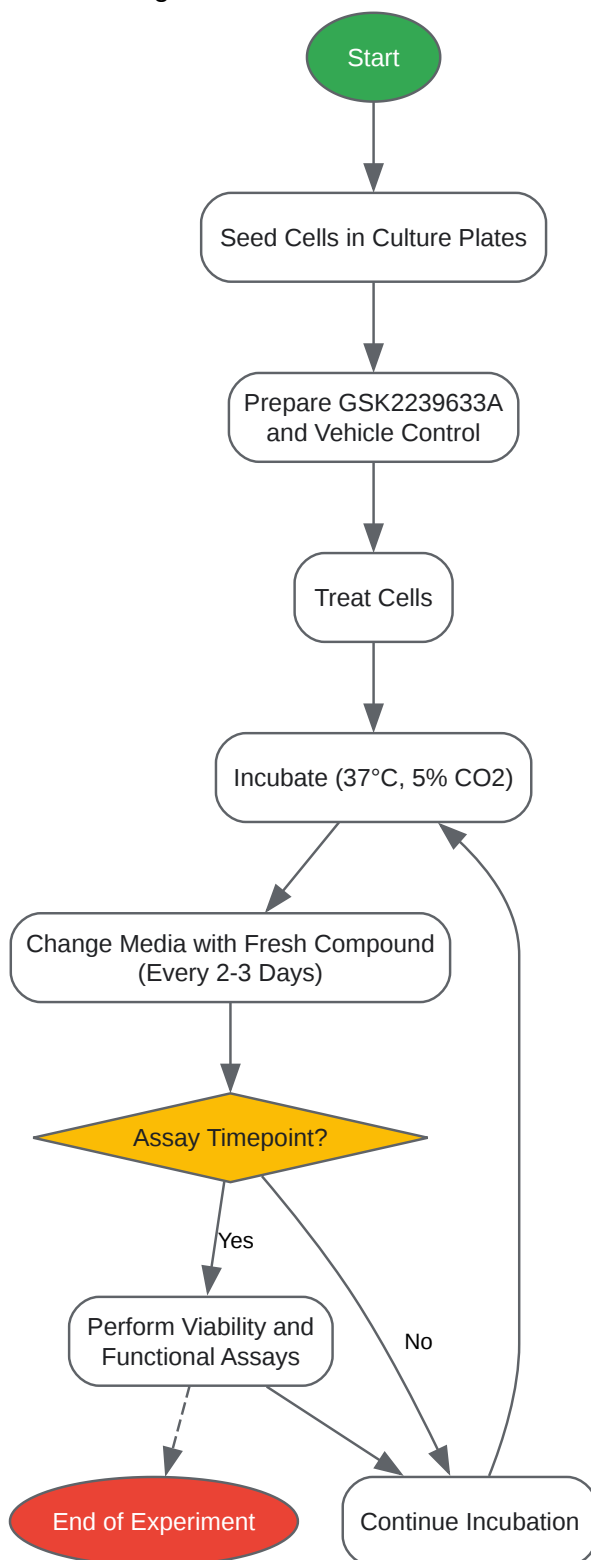 Start
Seed Cells in Culture Plates
Prepare GSK2239633A
and Vehicle Control
Treat Cells
Incubate (37°C, 5% CO2)
Change Media with Fresh Compound
(Every 2-3 Days)
Assay Timepoint?
Yes
No
Perform Viability and
Functional Assays
End of Experiment
Continue Incubation